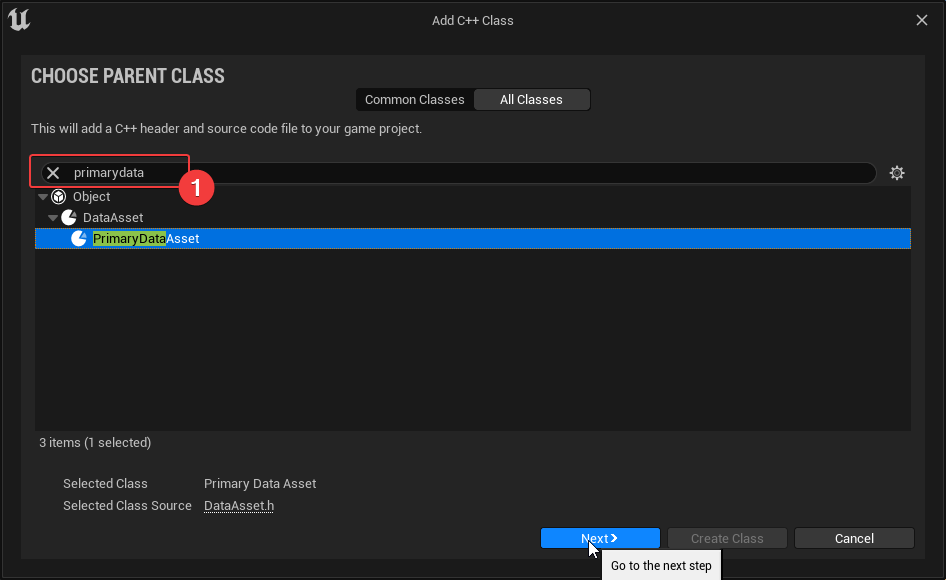 Add C++ Class
CHOOSE PARENT CLASS
Common Classes
All Classes
This will add a C++ header and source code file to your game project.
primarydata
1
Object
DataAsset
PrimaryDataAsset
3 items (1 selected)
Selected Class Primary Data Asset
Selected Class Source DataAsset.h
Next Create Class Cancel
Go to the next step